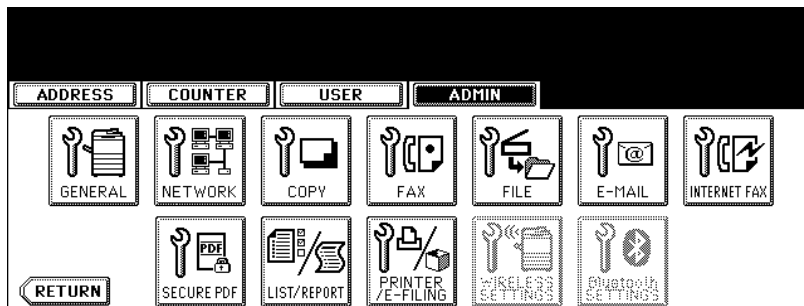 ADDRESS COUNTER USER ADMIN
GENERAL NETWORK COPY FAX FILE E-MAIL INTERNET FAX
@
PDF
SECURE PDF LIST/REPORT PRINTER
/E-FILING WIRELESS
SETTINGS Bluetooth
SETTINGS
RETURN